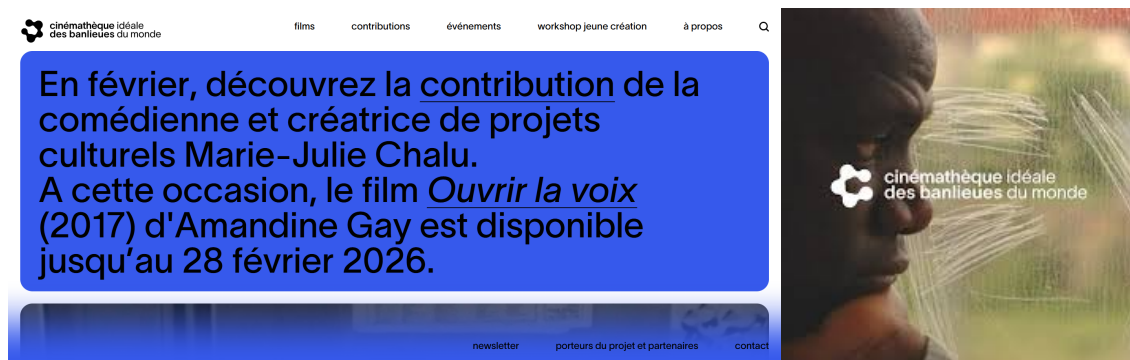 cinémathèque idéale
des banlieues du monde
films
contributions
événements
workshop jeune création
à propos
En février, découvrez la contribution de la
comédienne et créatrice de projets
culturels Marie-Julie Chalu.
A cette occasion, le film Ouvrir la voix
(2017) d'Amandine Gay est disponible
jusqu’au 28 février 2026.
newsletter
porteurs du projet et partenaires
contact
cinémathèque idéale
des banlieues du monde